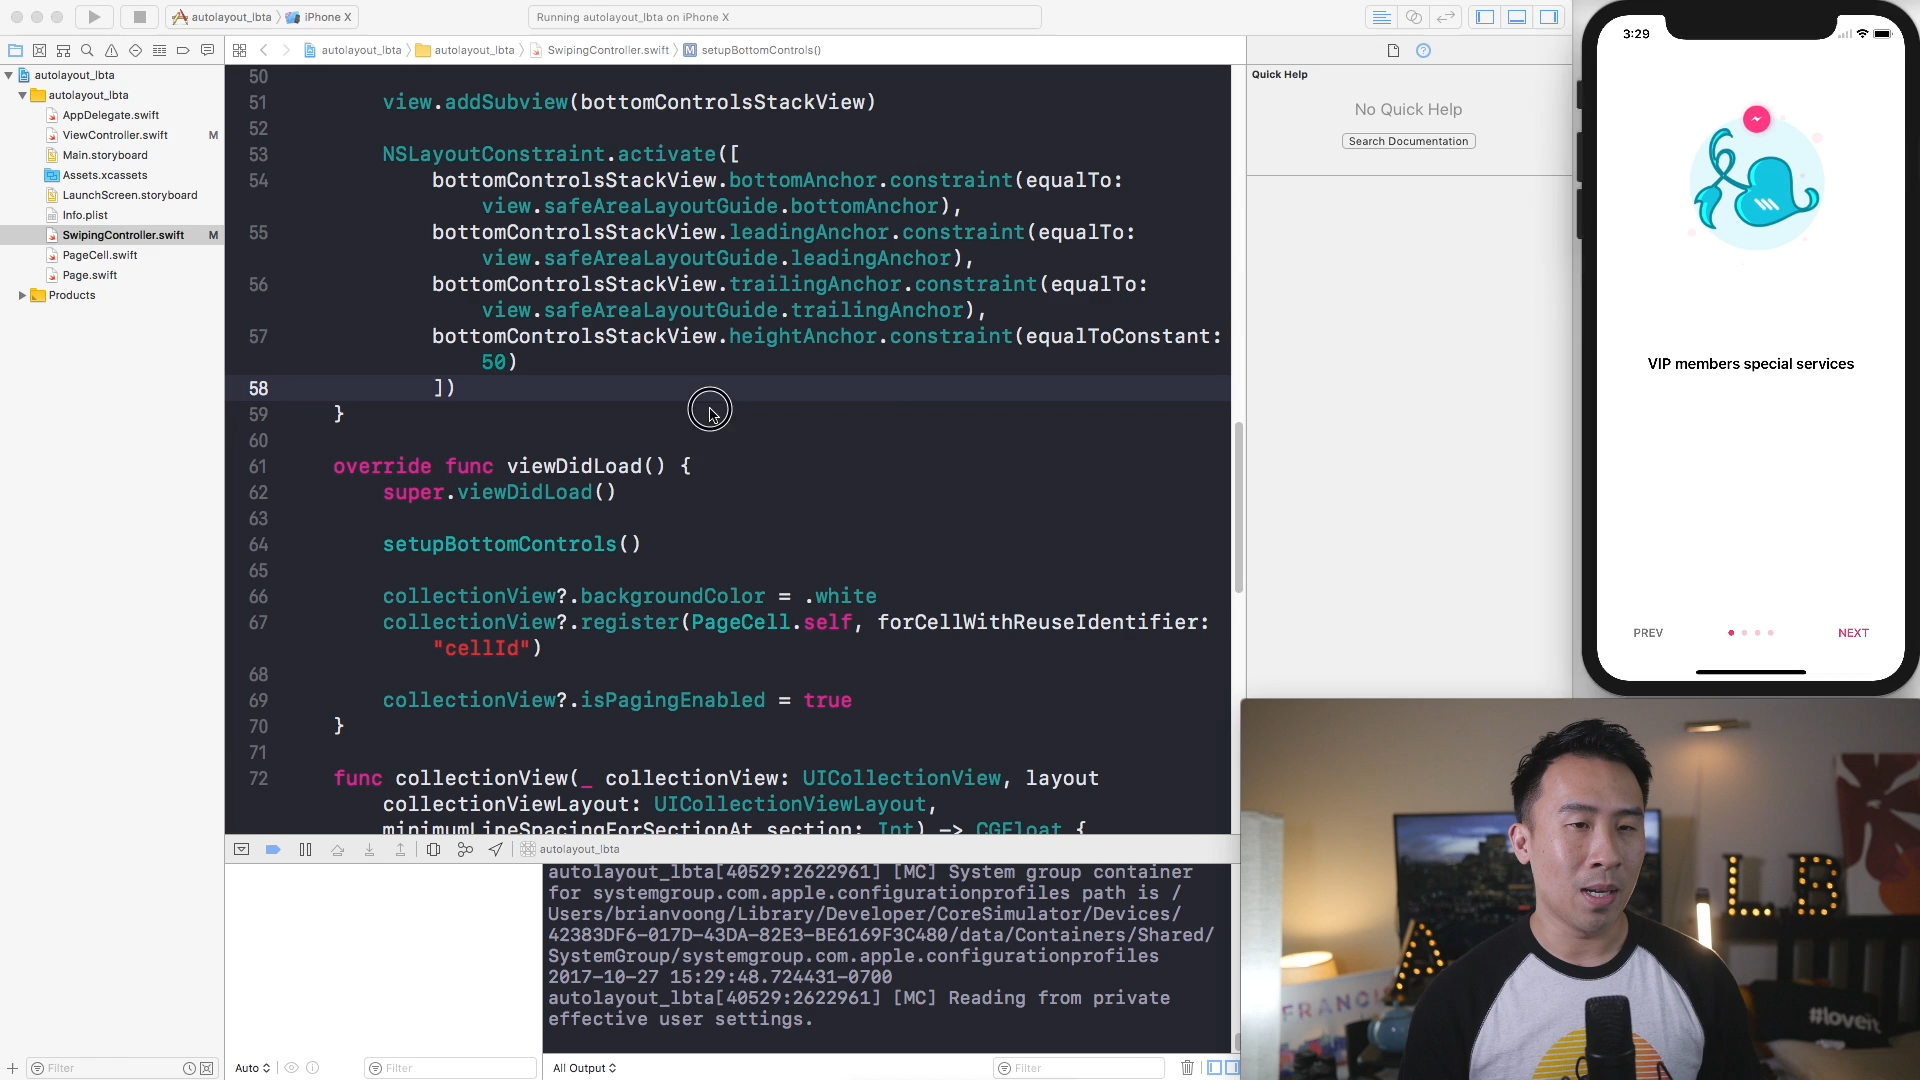 autolayout_lbta
iPhone X
Running autolayout_lbta on iPhone X
3:29
autolayout_lbta
autolayout_lbta
SwipingController.swift
M
setupBottomControls()
autolayout_lbta
autolayout_lbta
AppDelegate.swift
ViewController.swift M
Main.storyboard
Assets.xcassets
LaunchScreen.storyboard
Info.plist
SwipingController.swift M
PageCell.swift
Page.swift
Products
50
51 view.addSubview(bottomControlsStackView)
52
53 NSLayoutConstraint.activate([
54 bottomControlsStackView.bottomAnchor.constraint(equalTo:
view.safeAreaLayoutGuide.bottomAnchor),
55 bottomControlsStackView.leadingAnchor.constraint(equalTo:
view.safeAreaLayoutGuide.leadingAnchor),
56 bottomControlsStackView.trailingAnchor.constraint(equalTo:
view.safeAreaLayoutGuide.trailingAnchor),
57 bottomControlsStackView.heightAnchor.constraint(equalToConstant:
50)
58 ])
59 }
60
61 override func viewDidLoad() {
62 super.viewDidLoad()
63
64 setupBottomControls()
65
66 collectionView?.backgroundColor = .white
67 collectionView?.register(PageCell.self, forCellWithReuseIdentifier:
"cellId")
68
69 collectionView?.isPagingEnabled = true
70 }
71
72 func collectionView(_ collectionView: UICollectionView, layout
collectionViewLayout: UICollectionViewLayout,
minimumLineSpacingForSectionAt section: Int) -> CGFloat {
Quick Help
No Quick Help
Search Documentation
VIP members special services
PREV
NEXT
autolayout_lbta
autolayout_lbta[40529:2622961] [MC] System group container
for systemgroup.com.apple.configurationprofiles path is /
Users/brianvoong/Library/Developer/CoreSimulator/Devices/
42383DF6-017D-43DA-82E3-BE6169F3C480/data/Containers/Shared/
SystemGroup/systemgroup.com.apple.configurationprofiles
2017-10-27 15:29:48.724431-0700
autolayout_lbta[40529:2622961] [MC] Reading from private
effective user settings.
Filter
Auto
Filter
All Output
Filter
L B
A
#loveit